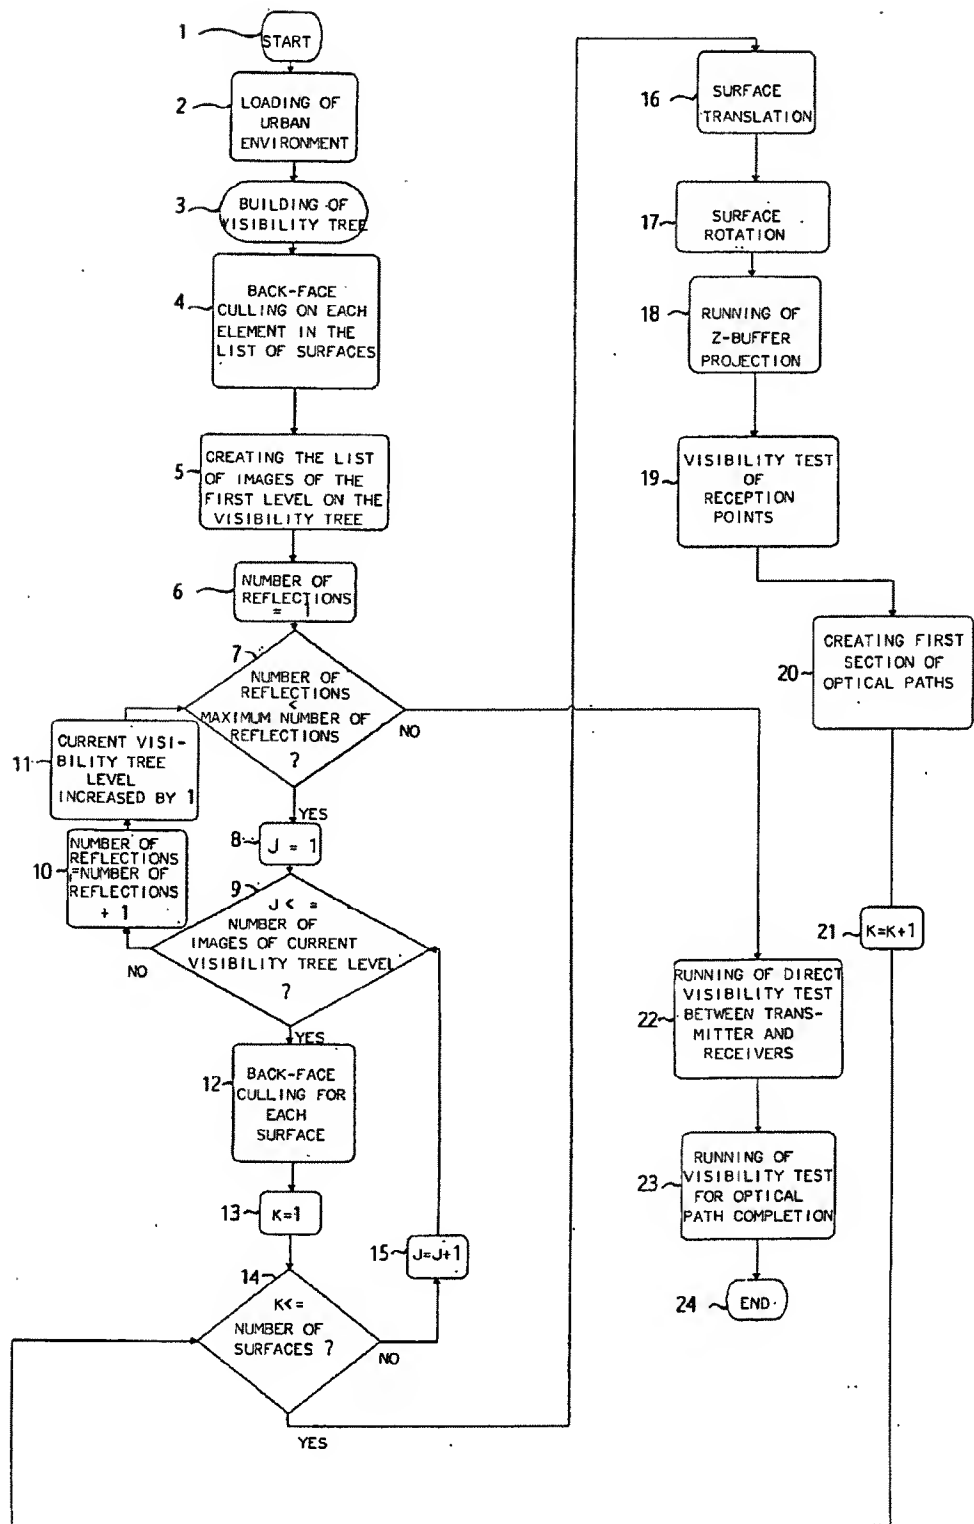 1
START
2
LOADING OF
URBAN
ENVIRONMENT
3
BUILDING OF
VISIBILITY TREE
4
BACK-FACE
CULLING ON EACH
ELEMENT IN THE
LIST OF SURFACES
5
CREATING THE LIST
OF IMAGES OF THE
FIRST LEVEL ON THE
VISIBILITY TREE
6
NUMBER OF
REFLECTIONS
= 1
7
NUMBER OF
REFLECTIONS
<
MAXIMUM NUMBER OF
REFLECTIONS
?
NO
YES
8
J = 1
9
J < =
NUMBER OF
IMAGES OF CURRENT
VISIBILITY TREE LEVEL
?
NO
YES
10
NUMBER OF
REFLECTIONS
=NUMBER OF
REFLECTIONS
+ 1
11
CURRENT VISI-
BILITY TREE
LEVEL
INCREASED BY 1
12
BACK-FACE
CULLING FOR
EACH
SURFACE
13
K=1
14
K<=
NUMBER OF
SURFACES ?
NO
YES
15
J=J+1
16
SURFACE
TRANSLATION
17
SURFACE
ROTATION
18
RUNNING OF
Z-BUFFER
PROJECTION
19
VISIBILITY TEST
OF
RECEPTION
POINTS
20
CREATING FIRST
SECTION OF
OPTICAL PATHS
21
K=K+1
22
RUNNING OF DIRECT
VISIBILITY TEST
BETWEEN TRANS-
MITTER AND
RECEIVERS
23
RUNNING OF
VISIBILITY TEST
FOR OPTICAL
PATH COMPLETION
24
END